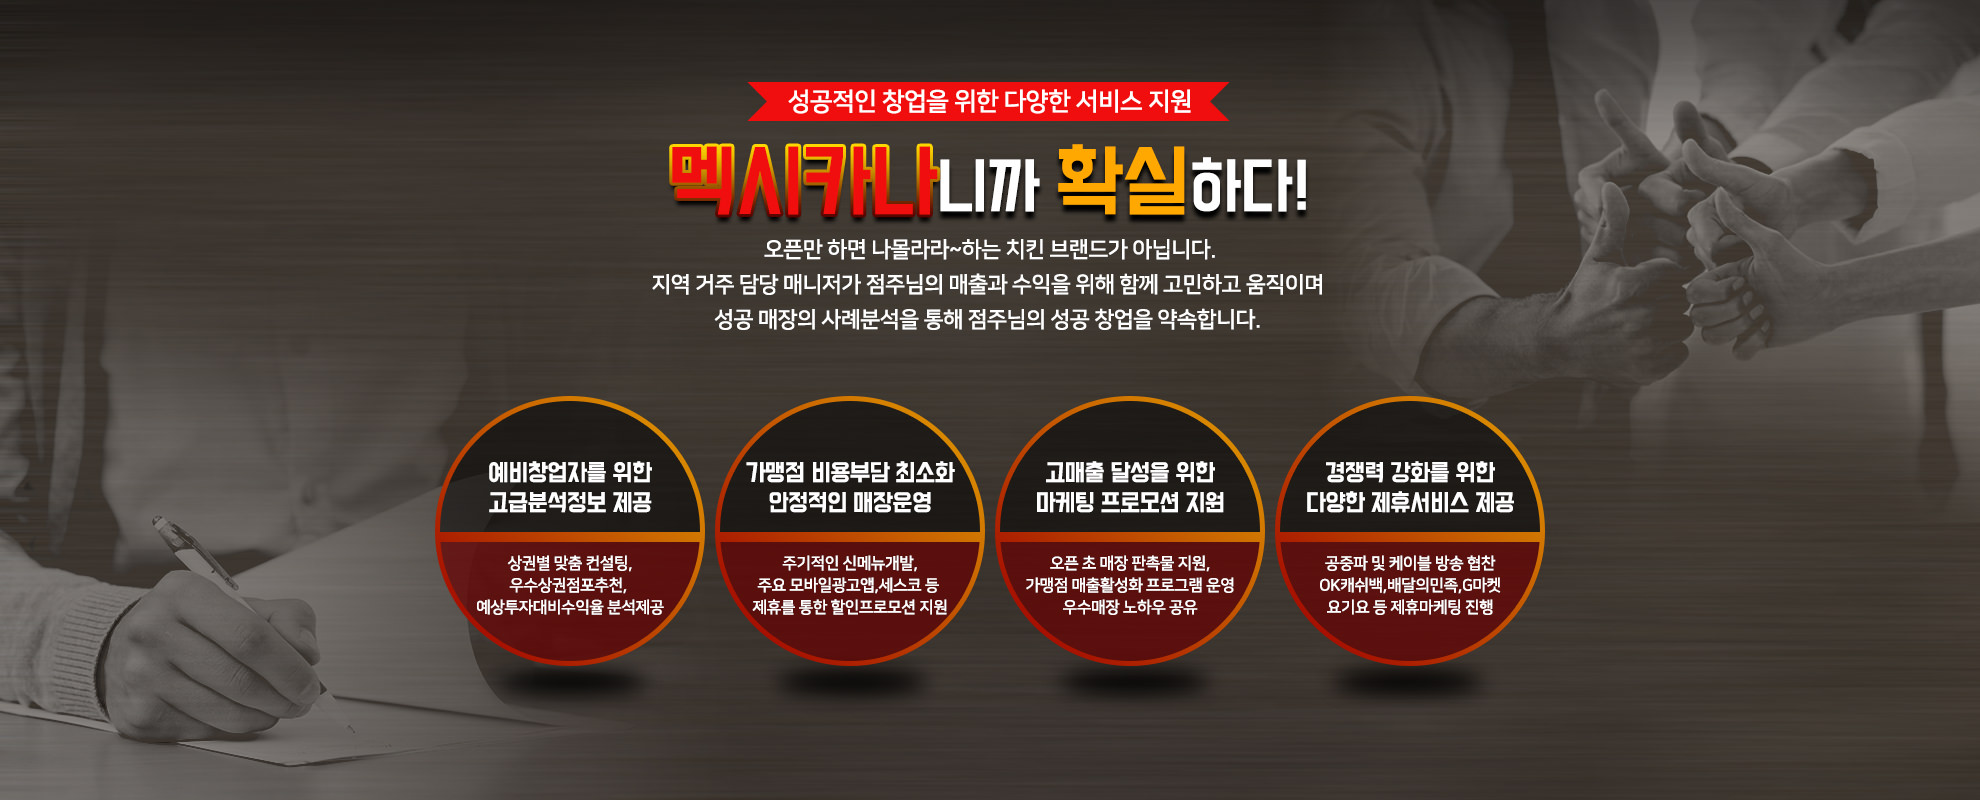 성공적인 창업을 위한 다양한 서비스 지원
멕시카나니까 확실하다!
오픈만 하면 나몰라라~하는 치킨 브랜드가 아닙니다.
지역 거주 담당 매니저가 점주님의 매출과 수익을 위해 함께 고민하고 움직이며
성공 매장의 사례분석을 통해 점주님의 성공 창업을 약속합니다.
예비창업자를 위한
고급분석정보 제공
상권별 맞춤 컨설팅,
우수상권점포추천,
예상투자대비수익율 분석제공
가맹점 비용부담 최소화
안정적인 매장운영
주기적인 신메뉴개발,
주요 모바일광고앱,세스코 등
제휴를 통한 할인프로모션 지원
고매출 달성을 위한
마케팅 프로모션 지원
오픈 초 매장 판촉물 지원,
가맹점 매출활성화 프로그램 운영
우수매장 노하우 공유
경쟁력 강화를 위한
다양한 제휴서비스 제공
공중파 및 케이블 방송 협찬
OK캐쉬백,배달의민족,G마켓
요기요 등 제휴마케팅 진행